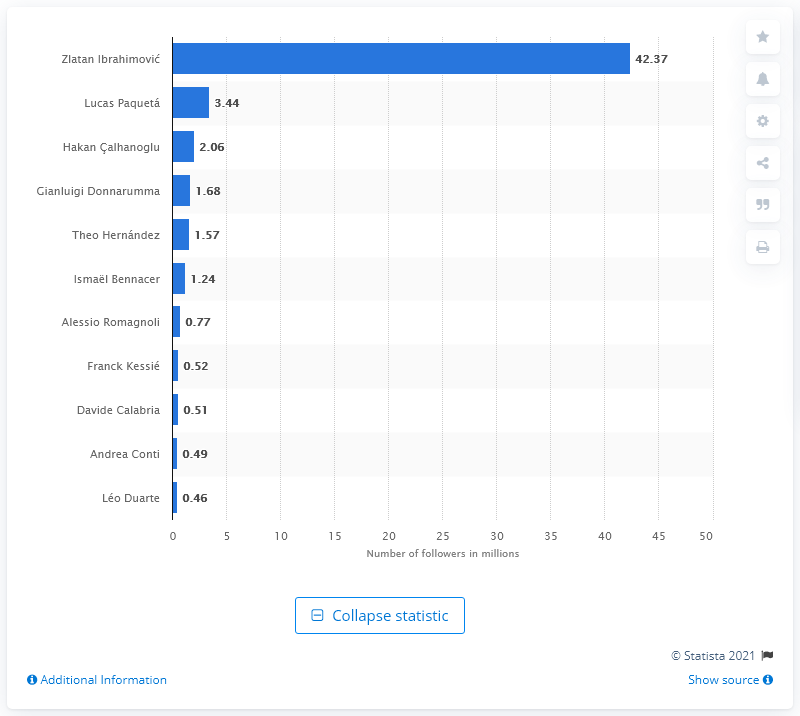 Zlatan Ibrahimović 42.37
Lucas Paquetá 3.44
Hakan Çalhanoglu 2.06
Gianluigi Donnarumma 1.68
Theo Hernández 1.57
Ismaël Bennacer 1.24
Alessio Romagnoli 0.77
Franck Kessié 0.52
Davide Calabria 0.51
Andrea Conti 0.49
Léo Duarte 0.46
0 5 10 15 20 25 30 35 40 45 50
Number of followers in millions
Collapse statistic
© Statista 2021
Additional Information Show source